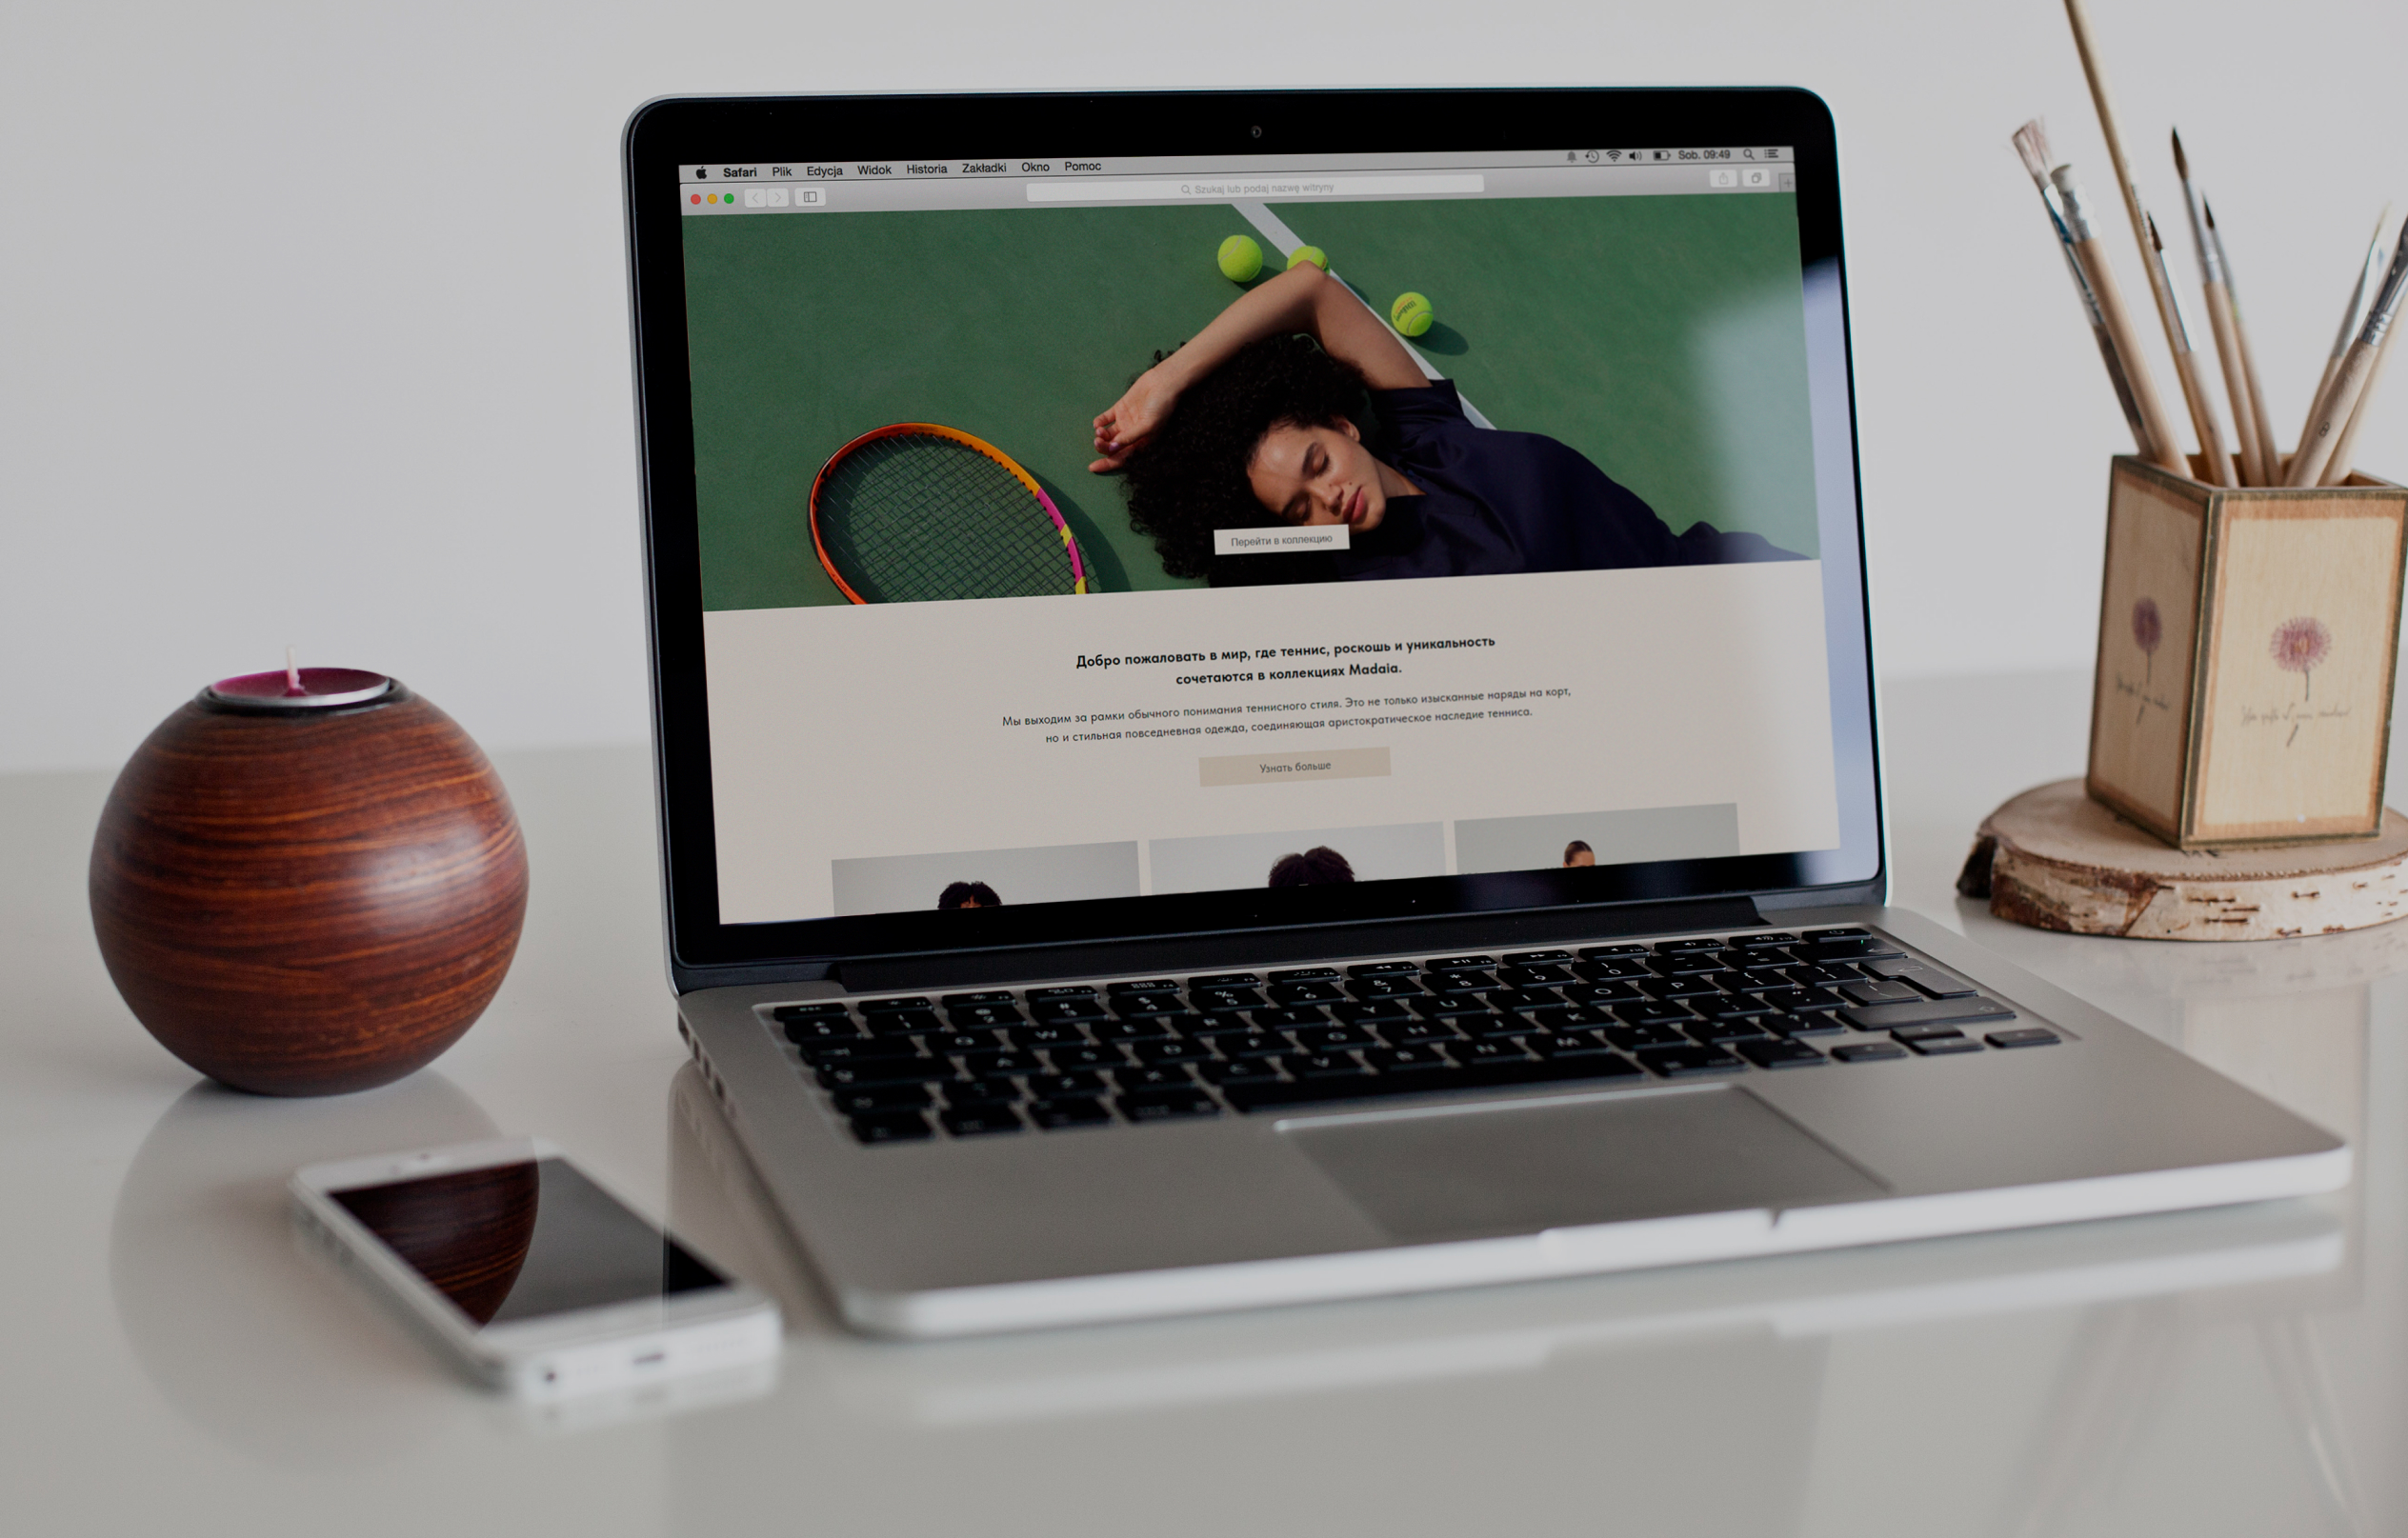 Safari Plik Edycja Widok Historia Zakładki Okno Pomoc Sob. 09:49
Szukaj lub podaj nazwę witryny
Wilson
Перейти в коллекцию
Добро пожаловать в мир, где теннис, роскошь и уникальность
сочетаются в коллекциях Madaia.
Мы выходим за рамки обычного понимания теннисного стиля. Это не только изысканные наряды на корт,
но и стильная повседневная одежда, соединяющая аристократическое наследие тенниса.
Узнать больше